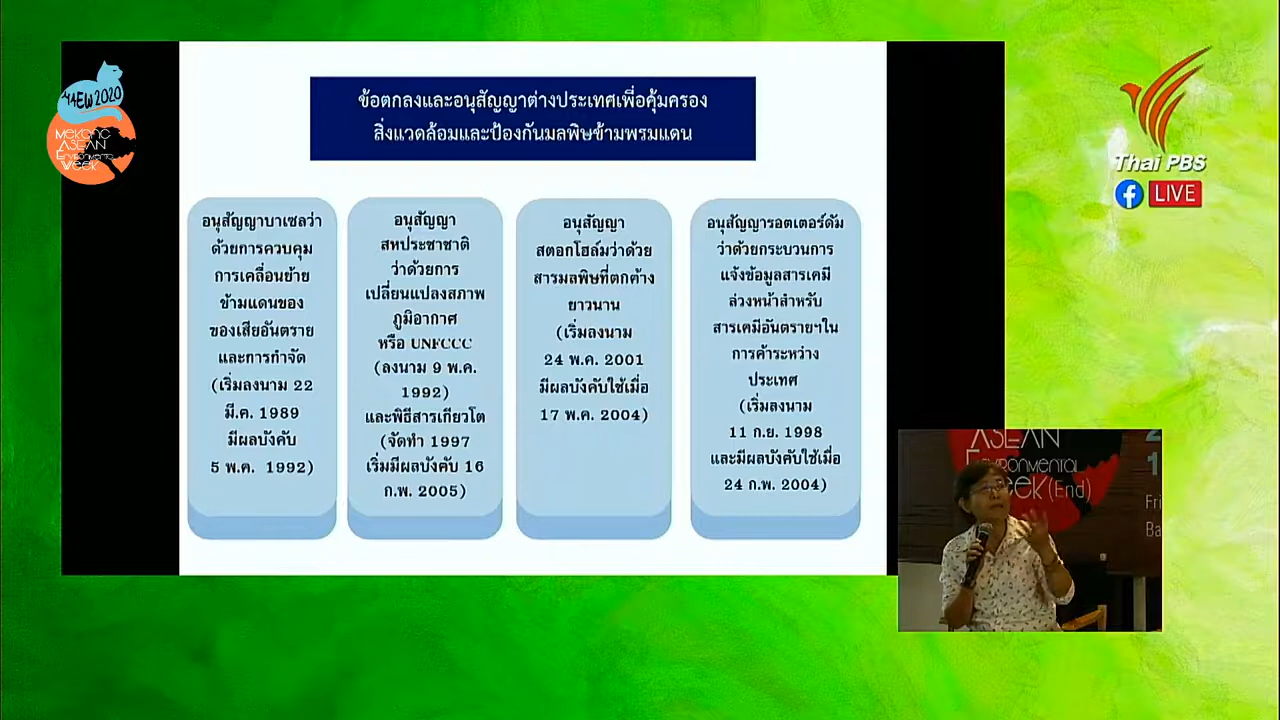 MAEW 2020
Mekong
ASEAN
Environmental
Week
ข้อตกลงและอนุสัญญาต่างประเทศเพื่อคุ้มครอง
สิ่งแวดล้อมและป้องกันมลพิษข้ามพรมแดน
Thai PBS
LIVE
อนุสัญญาบาเซลว่า
ด้วยการควบคุม
การเคลื่อนย้าย
ข้ามแดนของ
ของเสียอันตราย
และการกำจัด
(เริ่มลงนาม 22
มี.ค. 1989
มีผลบังคับ
5 พ.ค. 1992)
อนุสัญญา
สหประชาชาติ
ว่าด้วยการ
เปลี่ยนแปลงสภาพ
ภูมิอากาศ
หรือ UNFCCC
(ลงนาม 9 พ.ค.
1992)
และพิธีสารเกียวโต
(จัดทำ 1997
เริ่มมีผลบังคับ 16
ก.พ. 2005)
อนุสัญญา
สตอกโฮล์มว่าด้วย
สารมลพิษที่ตกค้าง
ยาวนาน
(เริ่มลงนาม
24 พ.ค. 2001
มีผลบังคับใช้เมื่อ
17 พ.ค. 2004)
อนุสัญญารอตเตอร์ดัม
ว่าด้วยกระบวนการ
แจ้งข้อมูลสารเคมี
ล่วงหน้าสำหรับ
สารเคมีอันตรายฯใน
การค้าระหว่าง
ประเทศ
(เริ่มลงนาม
11 ก.ย. 1998
และมีผลบังคับใช้เมื่อ
24 ก.พ. 2004)
ASEAN
Environmental
Week (End)
Fri
Ba